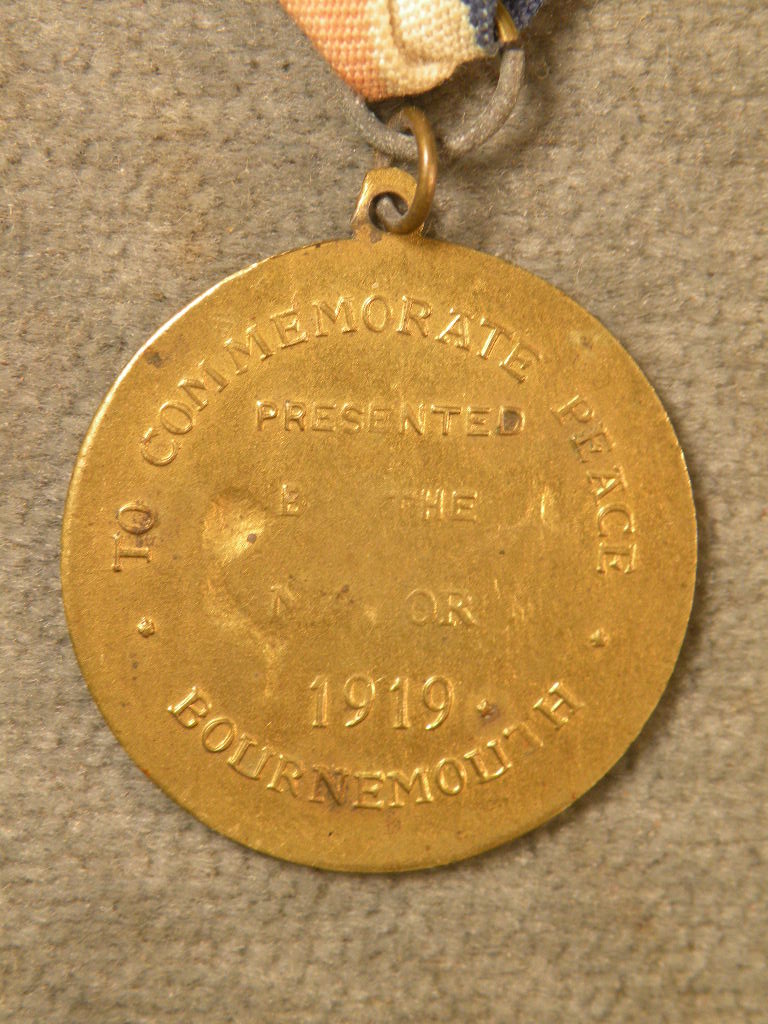 TO COMMEMORATE PEACE
PRESENTED
THE
1919
BOURNEMOUTH